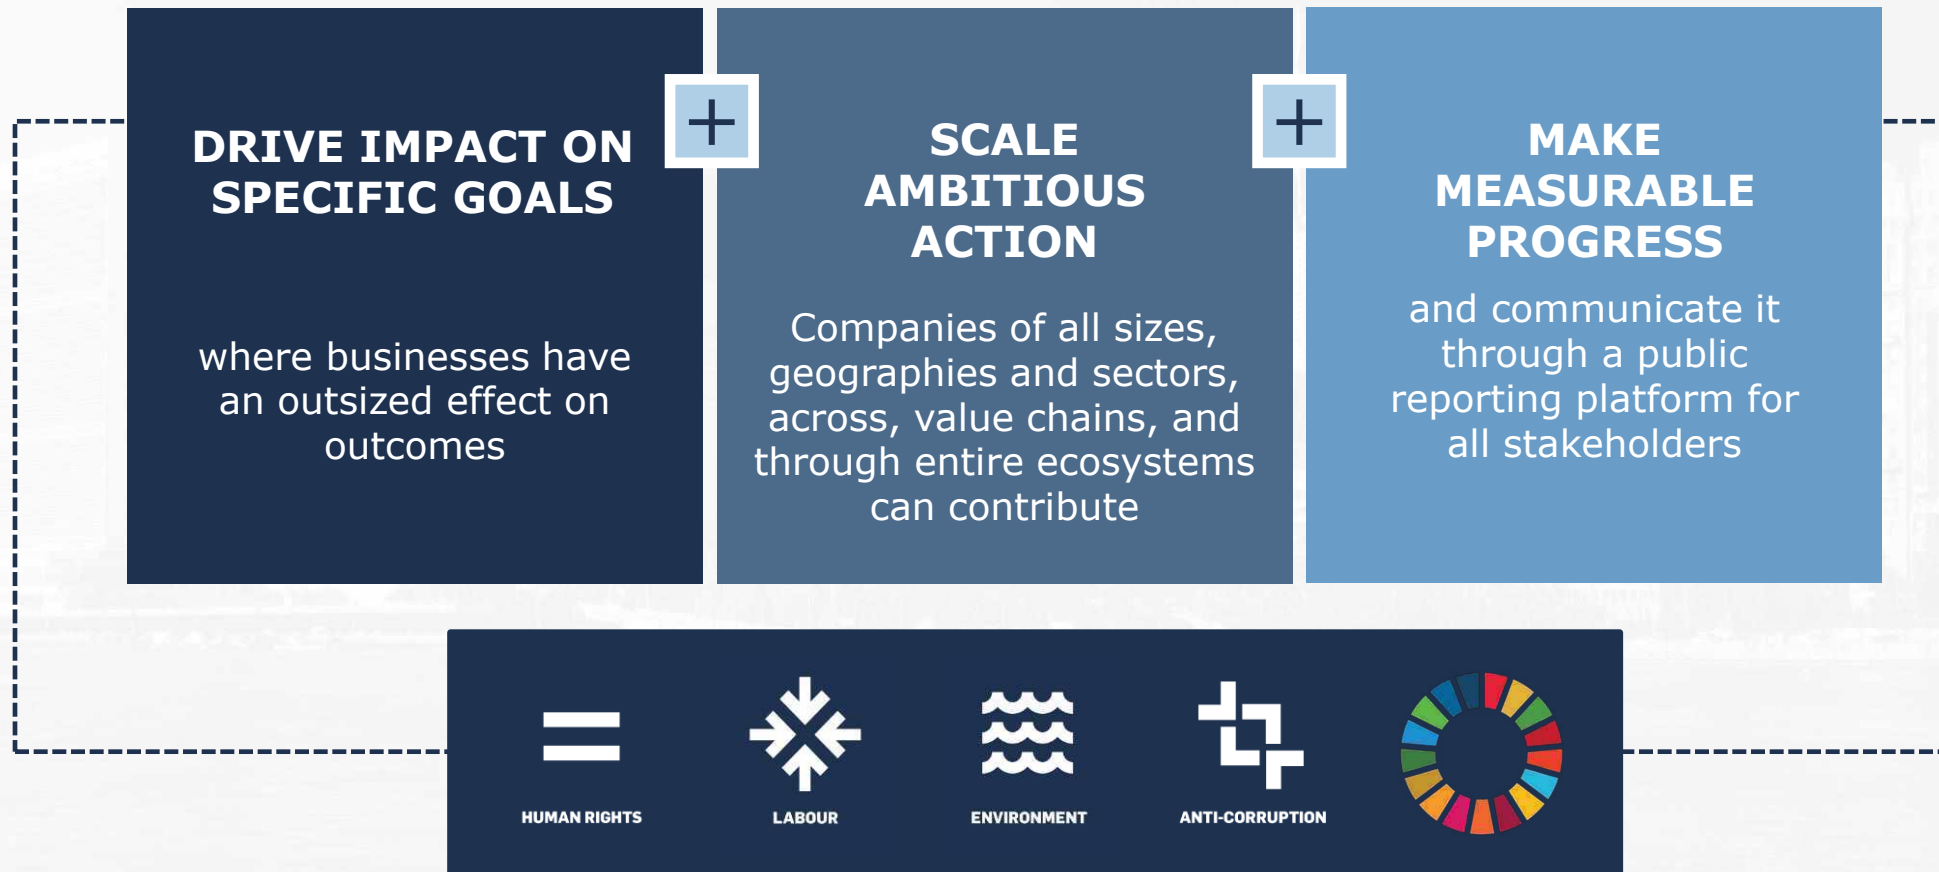 DRIVE IMPACT ON
SPECIFIC GOALS
where businesses have
an outsized effect on
outcomes
+
SCALE
AMBITIOUS
ACTION
Companies of all sizes,
geographies and sectors,
across, value chains, and
through entire ecosystems
can contribute
+
MAKE
MEASURABLE
PROGRESS
and communicate it
through a public
reporting platform for
all stakeholders
HUMAN RIGHTS
LABOUR
ENVIRONMENT
ANTI-CORRUPTION